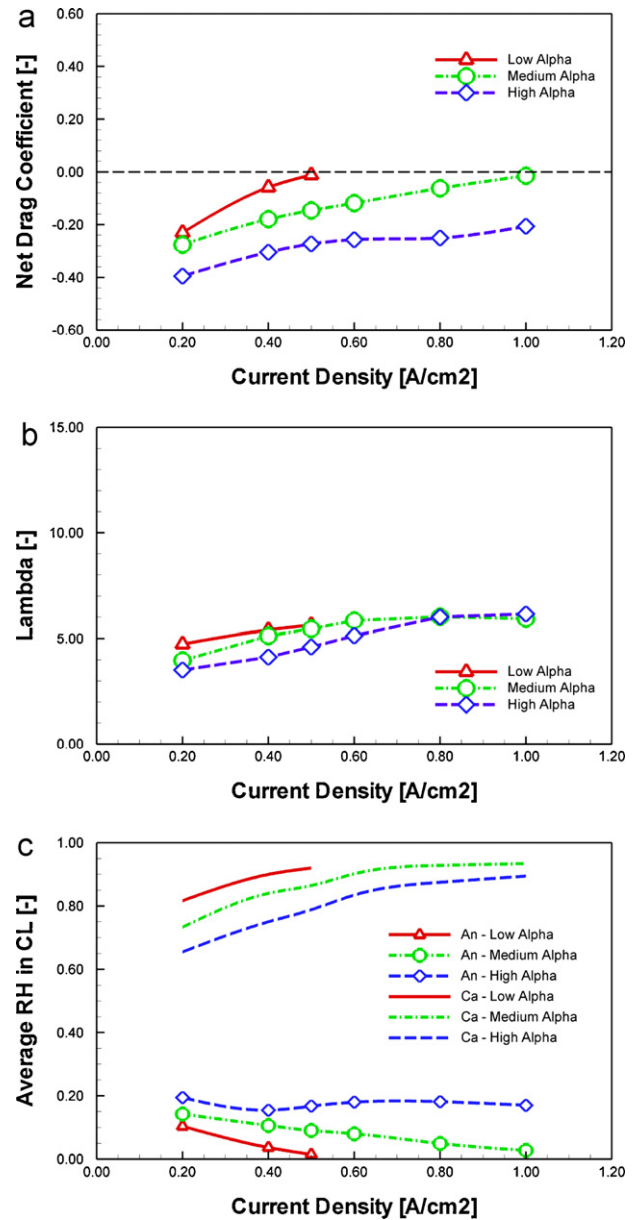 a
Net Drag Coefficient [-]
0.60
0.40
0.20
0.00
-0.20
-0.40
-0.60
Low Alpha
Medium Alpha
High Alpha
0.00 0.20 0.40 0.60 0.80 1.00 1.20
Current Density [A/cm2]
b
Lambda [-]
15.00
10.00
5.00
0.00
Low Alpha
Medium Alpha
High Alpha
0.00 0.20 0.40 0.60 0.80 1.00 1.20
Current Density [A/cm2]
c
Average RH in CL [-]
1.00
0.80
0.60
0.40
0.20
0.00
An - Low Alpha
An - Medium Alpha
An - High Alpha
Ca - Low Alpha
Ca - Medium Alpha
Ca - High Alpha
0.00 0.20 0.40 0.60 0.80 1.00 1.20
Current Density [A/cm2]